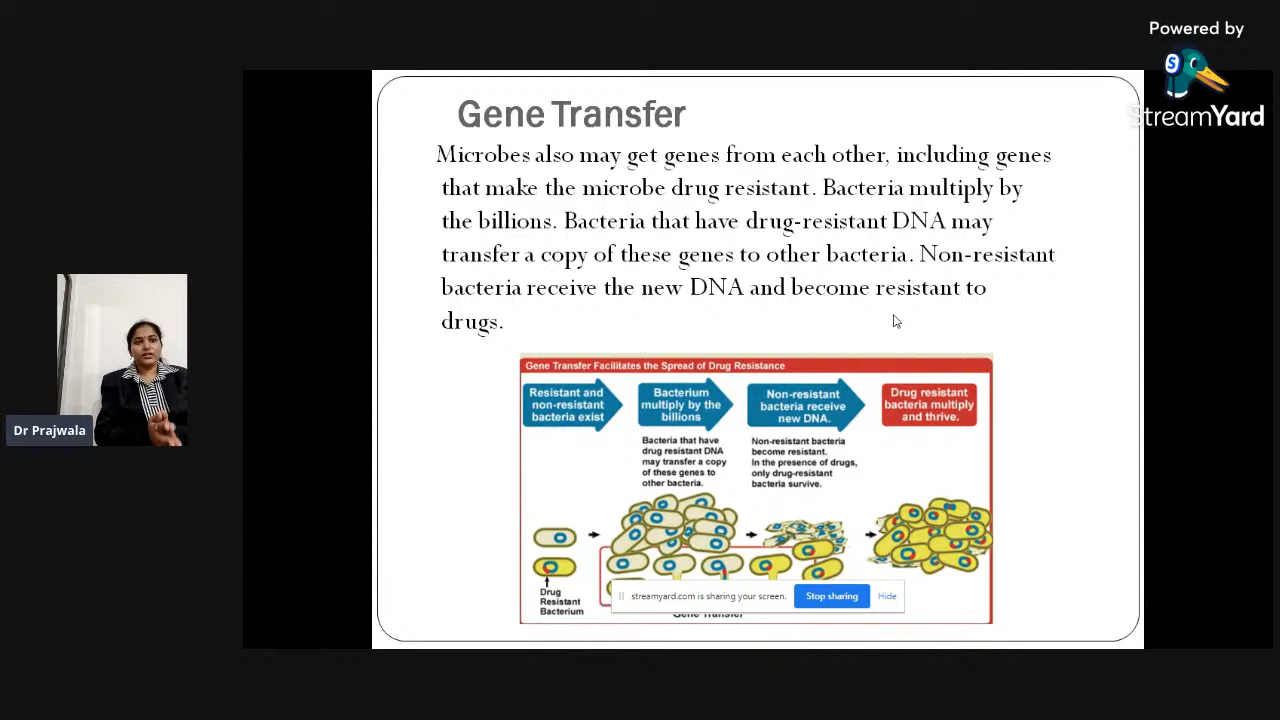 Powered by
StreamYard
Gene Transfer
Microbes also may get genes from each other, including genes
that make the microbe drug resistant. Bacteria multiply by
the billions. Bacteria that have drug-resistant DNA may
transfer a copy of these genes to other bacteria. Non-resistant
bacteria receive the new DNA and become resistant to
drugs.
Dr Prajwala
Gene Transfer Facilitates the Spread of Drug Resistance
Resistant and
non-resistant
bacteria exist
Bacterium
multiply by the
billions
Non-resistant
bacteria receive
new DNA.
Drug resistant
bacteria multiply
and thrive.
Bacteria that have
drug resistant DNA
may transfer a copy
of these genes to
other bacteria.
Non-resistant bacteria
become resistant.
In the presence of drugs,
only drug-resistant
bacteria survive.
Drug
Resistant
Bacterium
streamyard.com is sharing your screen.
Stop sharing
Hide
Gene Transfer